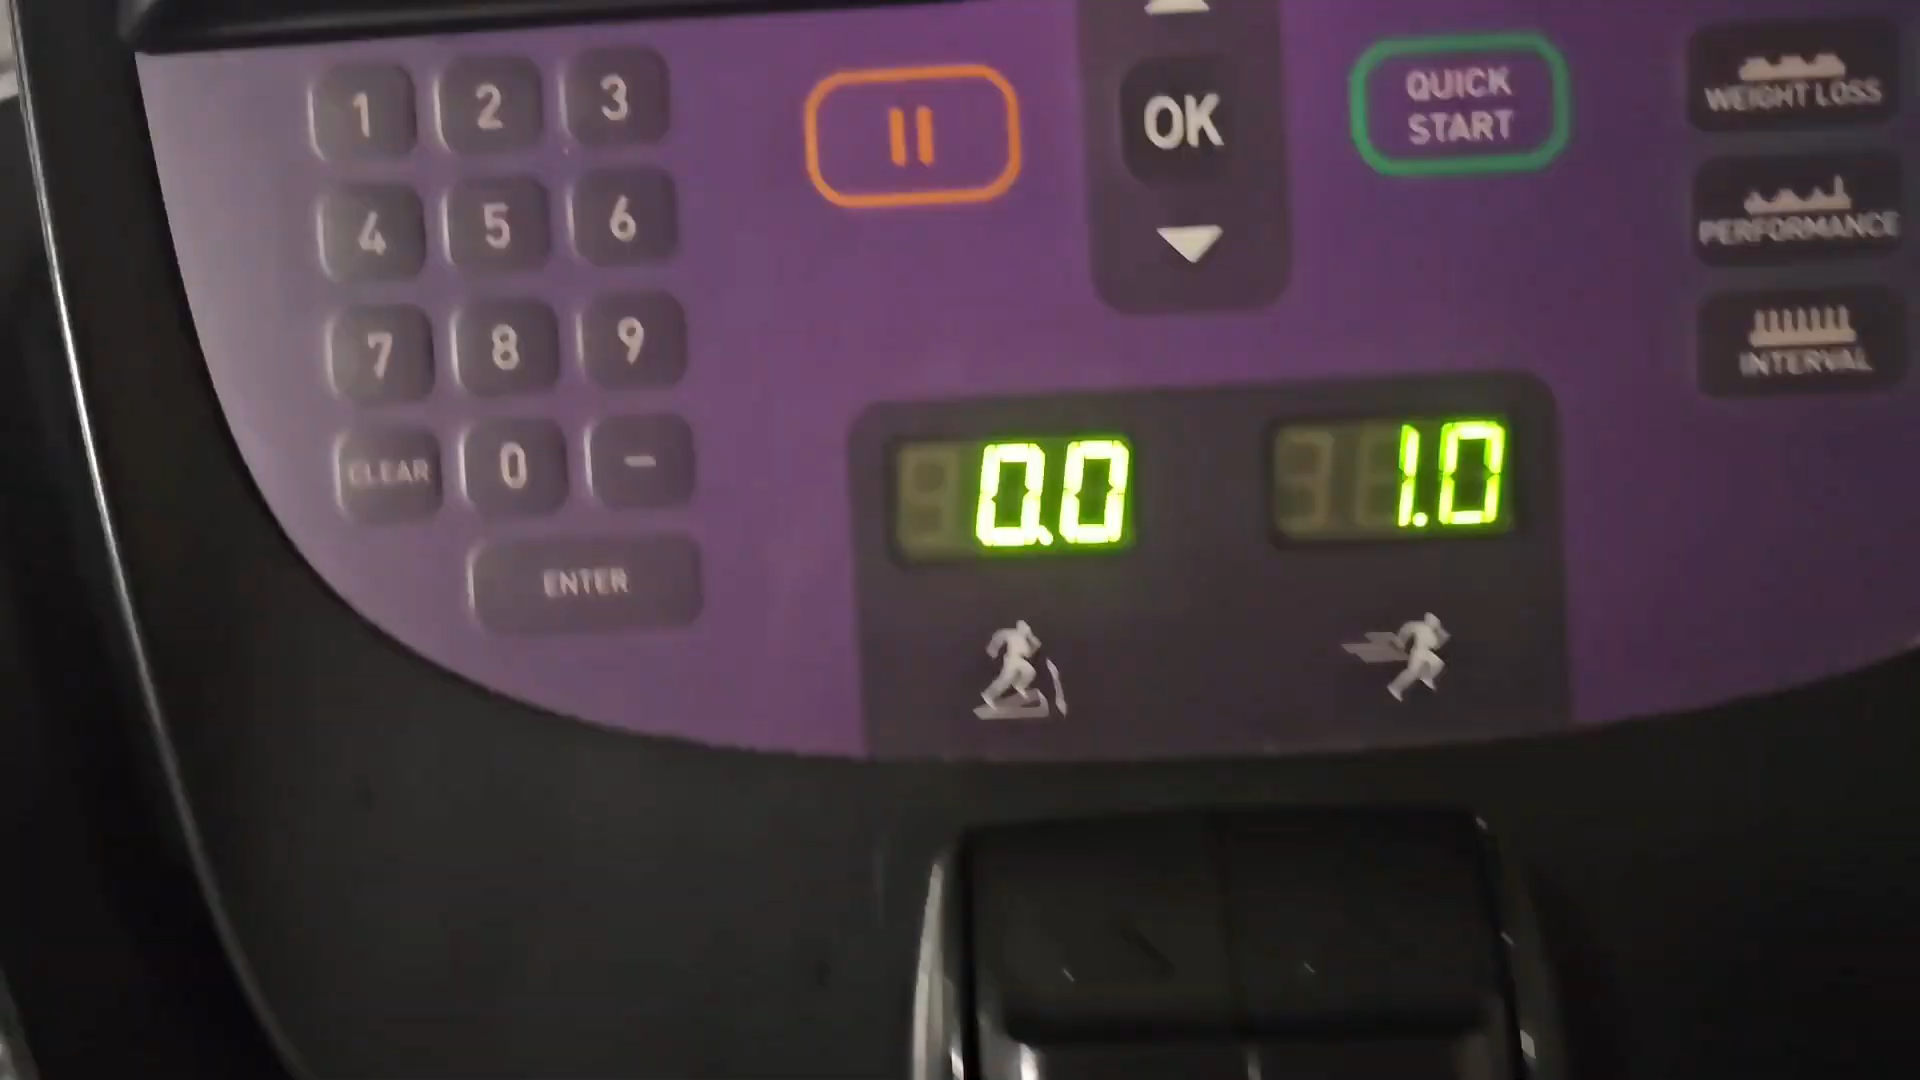 1 2 3
4 5 6
7 8 9
CLEAR 0 –
ENTER
OK
QUICK
START
WEIGHT LOSS
PERFORMANCE
INTERVAL
0.0
1.0